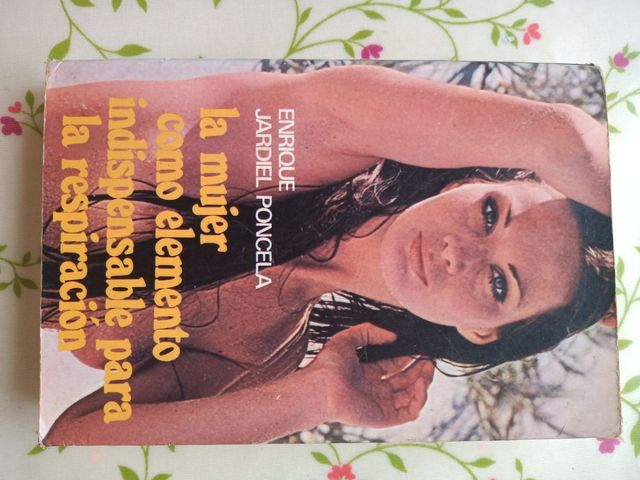 ENRIQUE
JARDIEL PONCELA
la mujer
como elemento
indispensable para
la respiración